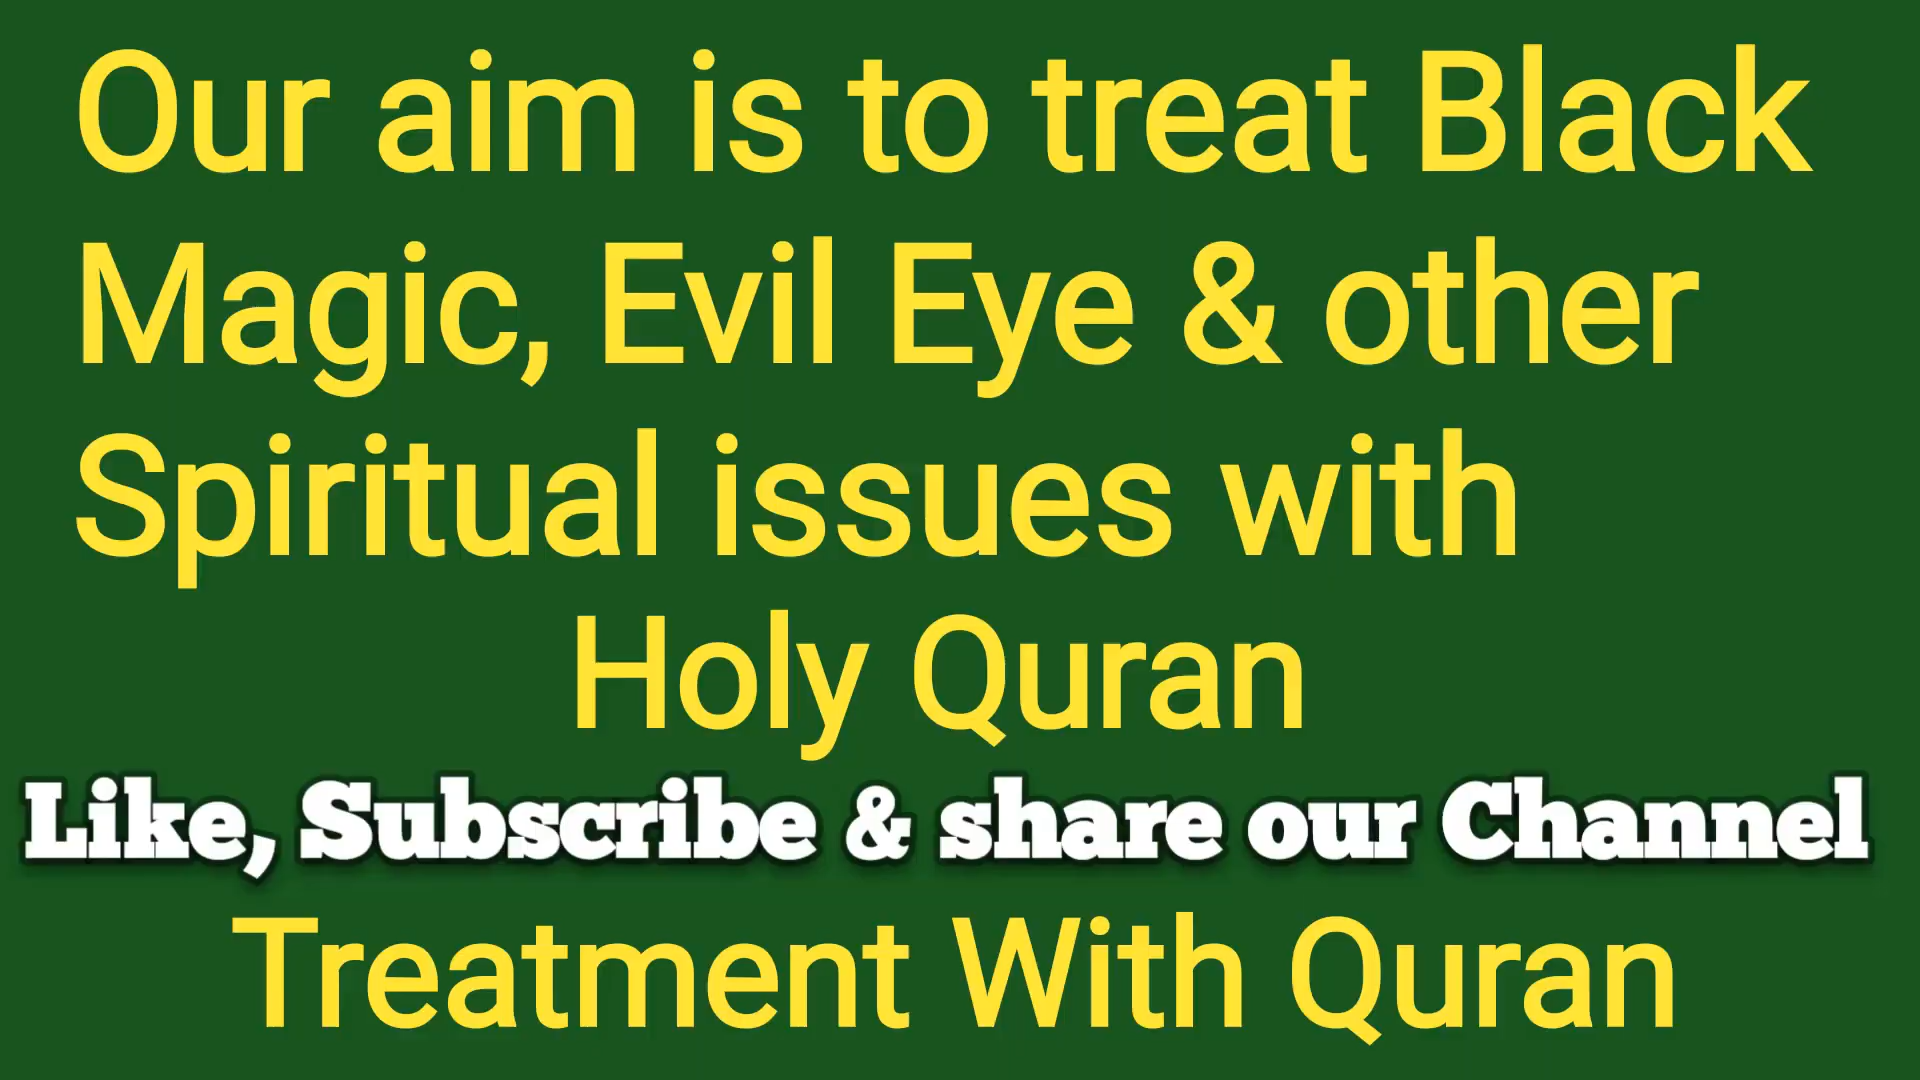 Our aim is to treat Black
Magic, Evil Eye & other
Spiritual issues with
Holy Quran
Like, Subscribe & share our Channel
Treatment With Quran